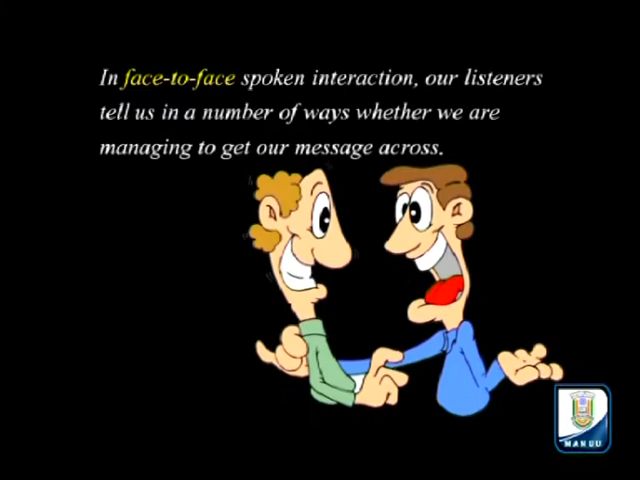 In face-to-face spoken interaction, our listeners
tell us in a number of ways whether we are
managing to get our message across.
MANUU